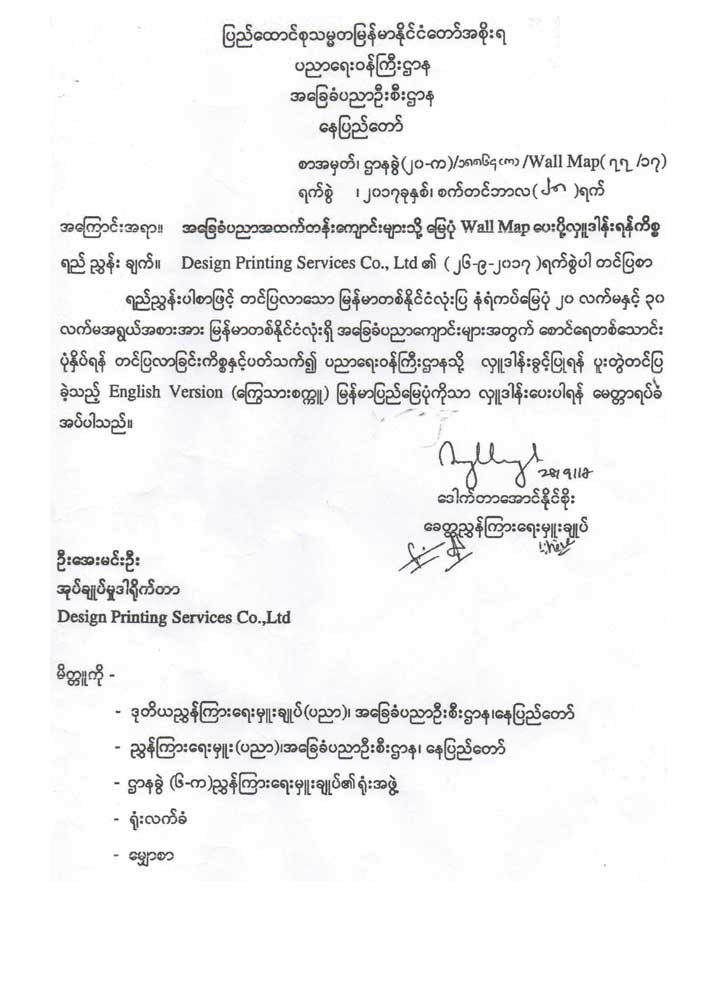 ပြည်ထောင်စုသမ္မတမြန်မာနိုင်ငံတော်အစိုးရ
ပညာရေးဝန်ကြီးဌာန
အခြေခံပညာဦးစီးဌာန
နေပြည်တော်
စာအမှတ်၊ ဌာနခွဲ(၂၀-က)/ /Wall Map( ၇၇ /၁၇)
ရက်စွဲ ၊ ၂၀၁၇ခုနှစ်၊ စက်တင်ဘာလ( ၂၈ )ရက်
အကြောင်းအရာ။ အခြေခံပညာအထက်တန်းကျောင်းများသို့ မြေပုံ Wall Map ပေးပို့လှူဒါန်းရန်ကိစ္စ
ရည် ညွှန်း ချက်။ Design Printing Services Co., Ltd ၏ ( ၂၆-၉-၂၀၁၇ )ရက်စွဲပါ တင်ပြစာ
ရည်ညွှန်းပါစာဖြင့် တင်ပြလာသော မြန်မာတစ်နိုင်ငံလုံးပြ နံရံကပ်မြေပုံ ၂၀ လက်မနှင့် ၃၀
လက်မအရွယ်အစားအား မြန်မာတစ်နိုင်ငံလုံးရှိ အခြေခံပညာကျောင်းများအတွက် စောင်ရေတစ်သောင်း
ပုံနှိပ်ရန် တင်ပြလာခြင်းကိစ္စနှင့်ပတ်သက်၍ ပညာရေးဝန်ကြီးဌာနသို့ လှူဒါန်းခွင့်ပြုရန် ပူးတွဲတင်ပြ
ခဲ့သည့် English Version (ကြွေသားစက္ကူ) မြန်မာပြည်မြေပုံကိုသာ လှူဒါန်းပေးပါရန် မေတ္တာရပ်ခံ
အပ်ပါသည်။
ဒေါက်တာအောင်နိုင်စိုး
ခေတ္တညွှန်ကြားရေးမှူးချုပ်
ဦးအေးမင်းဦး
အုပ်ချုပ်မှုဒါရိုက်တာ
Design Printing Services Co.,Ltd
မိတ္တူကို -
- ဒုတိယညွှန်ကြားရေးမှူးချုပ်(ပညာ)၊ အခြေခံပညာဦးစီးဌာန၊နေပြည်တော်
- ညွှန်ကြားရေးမှူး(ပညာ)၊အခြေခံပညာဦးစီးဌာန၊ နေပြည်တော်
- ဌာနခွဲ (၆-က)ညွှန်ကြားရေးမှူးချုပ်၏ရုံးအဖွဲ့
- ရုံးလက်ခံ
- မျှောစာ